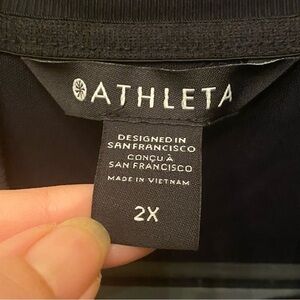 ATHLETA
DESIGNED IN
SAN FRANCISCO
CONÇU À
SAN FRANCISCO
MADE IN VIETNAM
2X